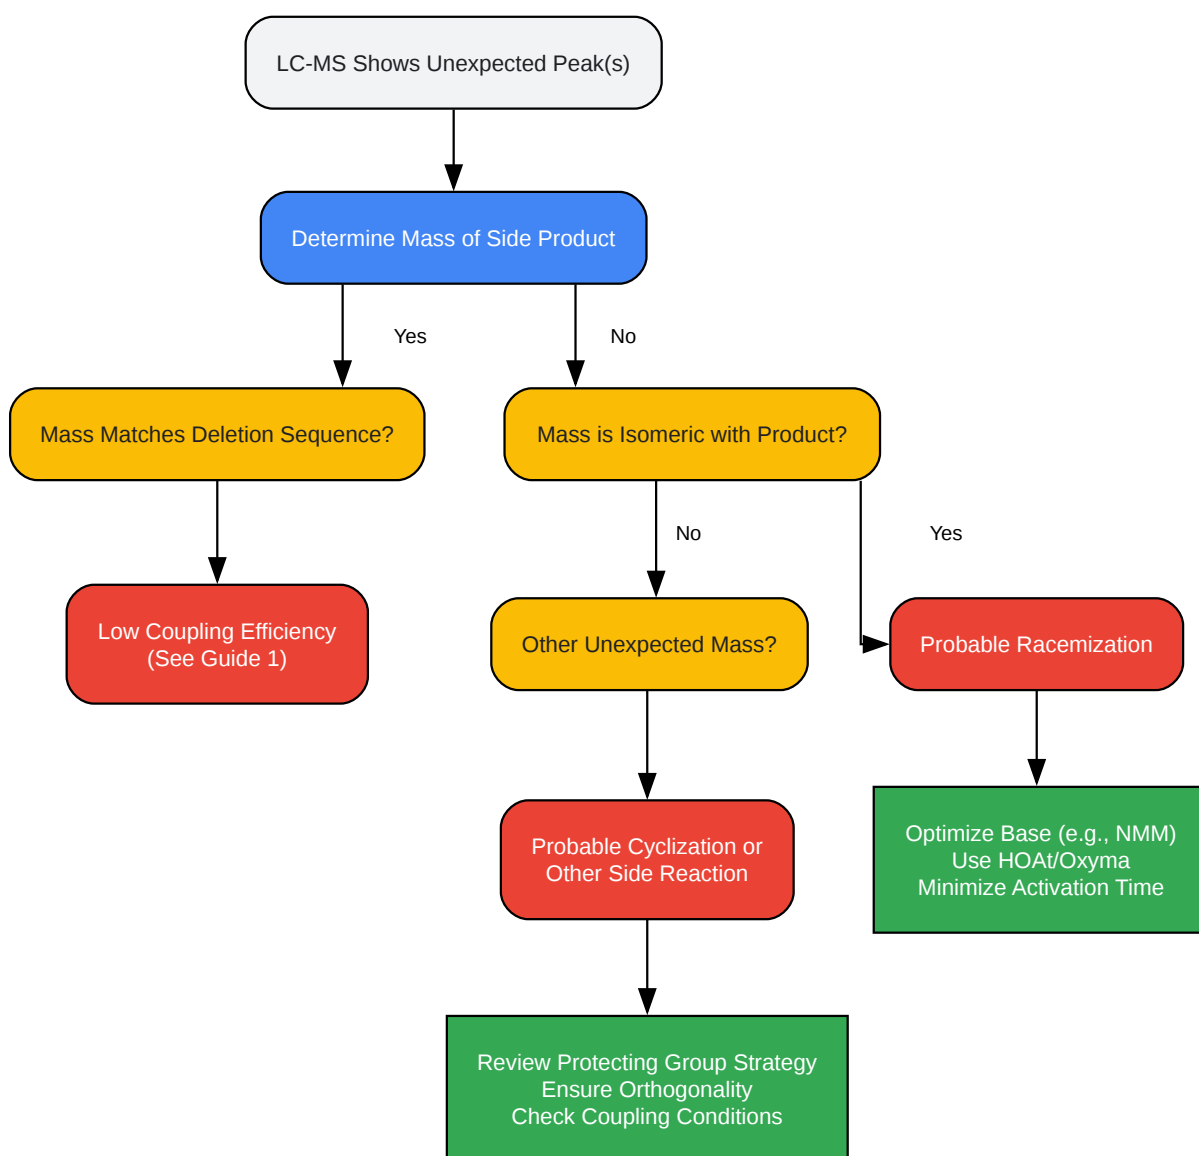 LC-MS Shows Unexpected Peak(s)
Determine Mass of Side Product
Yes
No
Mass Matches Deletion Sequence?
Mass is Isomeric with Product?
No
Yes
Low Coupling Efficiency
(See Guide 1)
Other Unexpected Mass?
Probable Racemization
Probable Cyclization or
Other Side Reaction
Optimize Base (e.g., NMM)
Use HOAt/Oxyma
Minimize Activation Time
Review Protecting Group Strategy
Ensure Orthogonality
Check Coupling Conditions